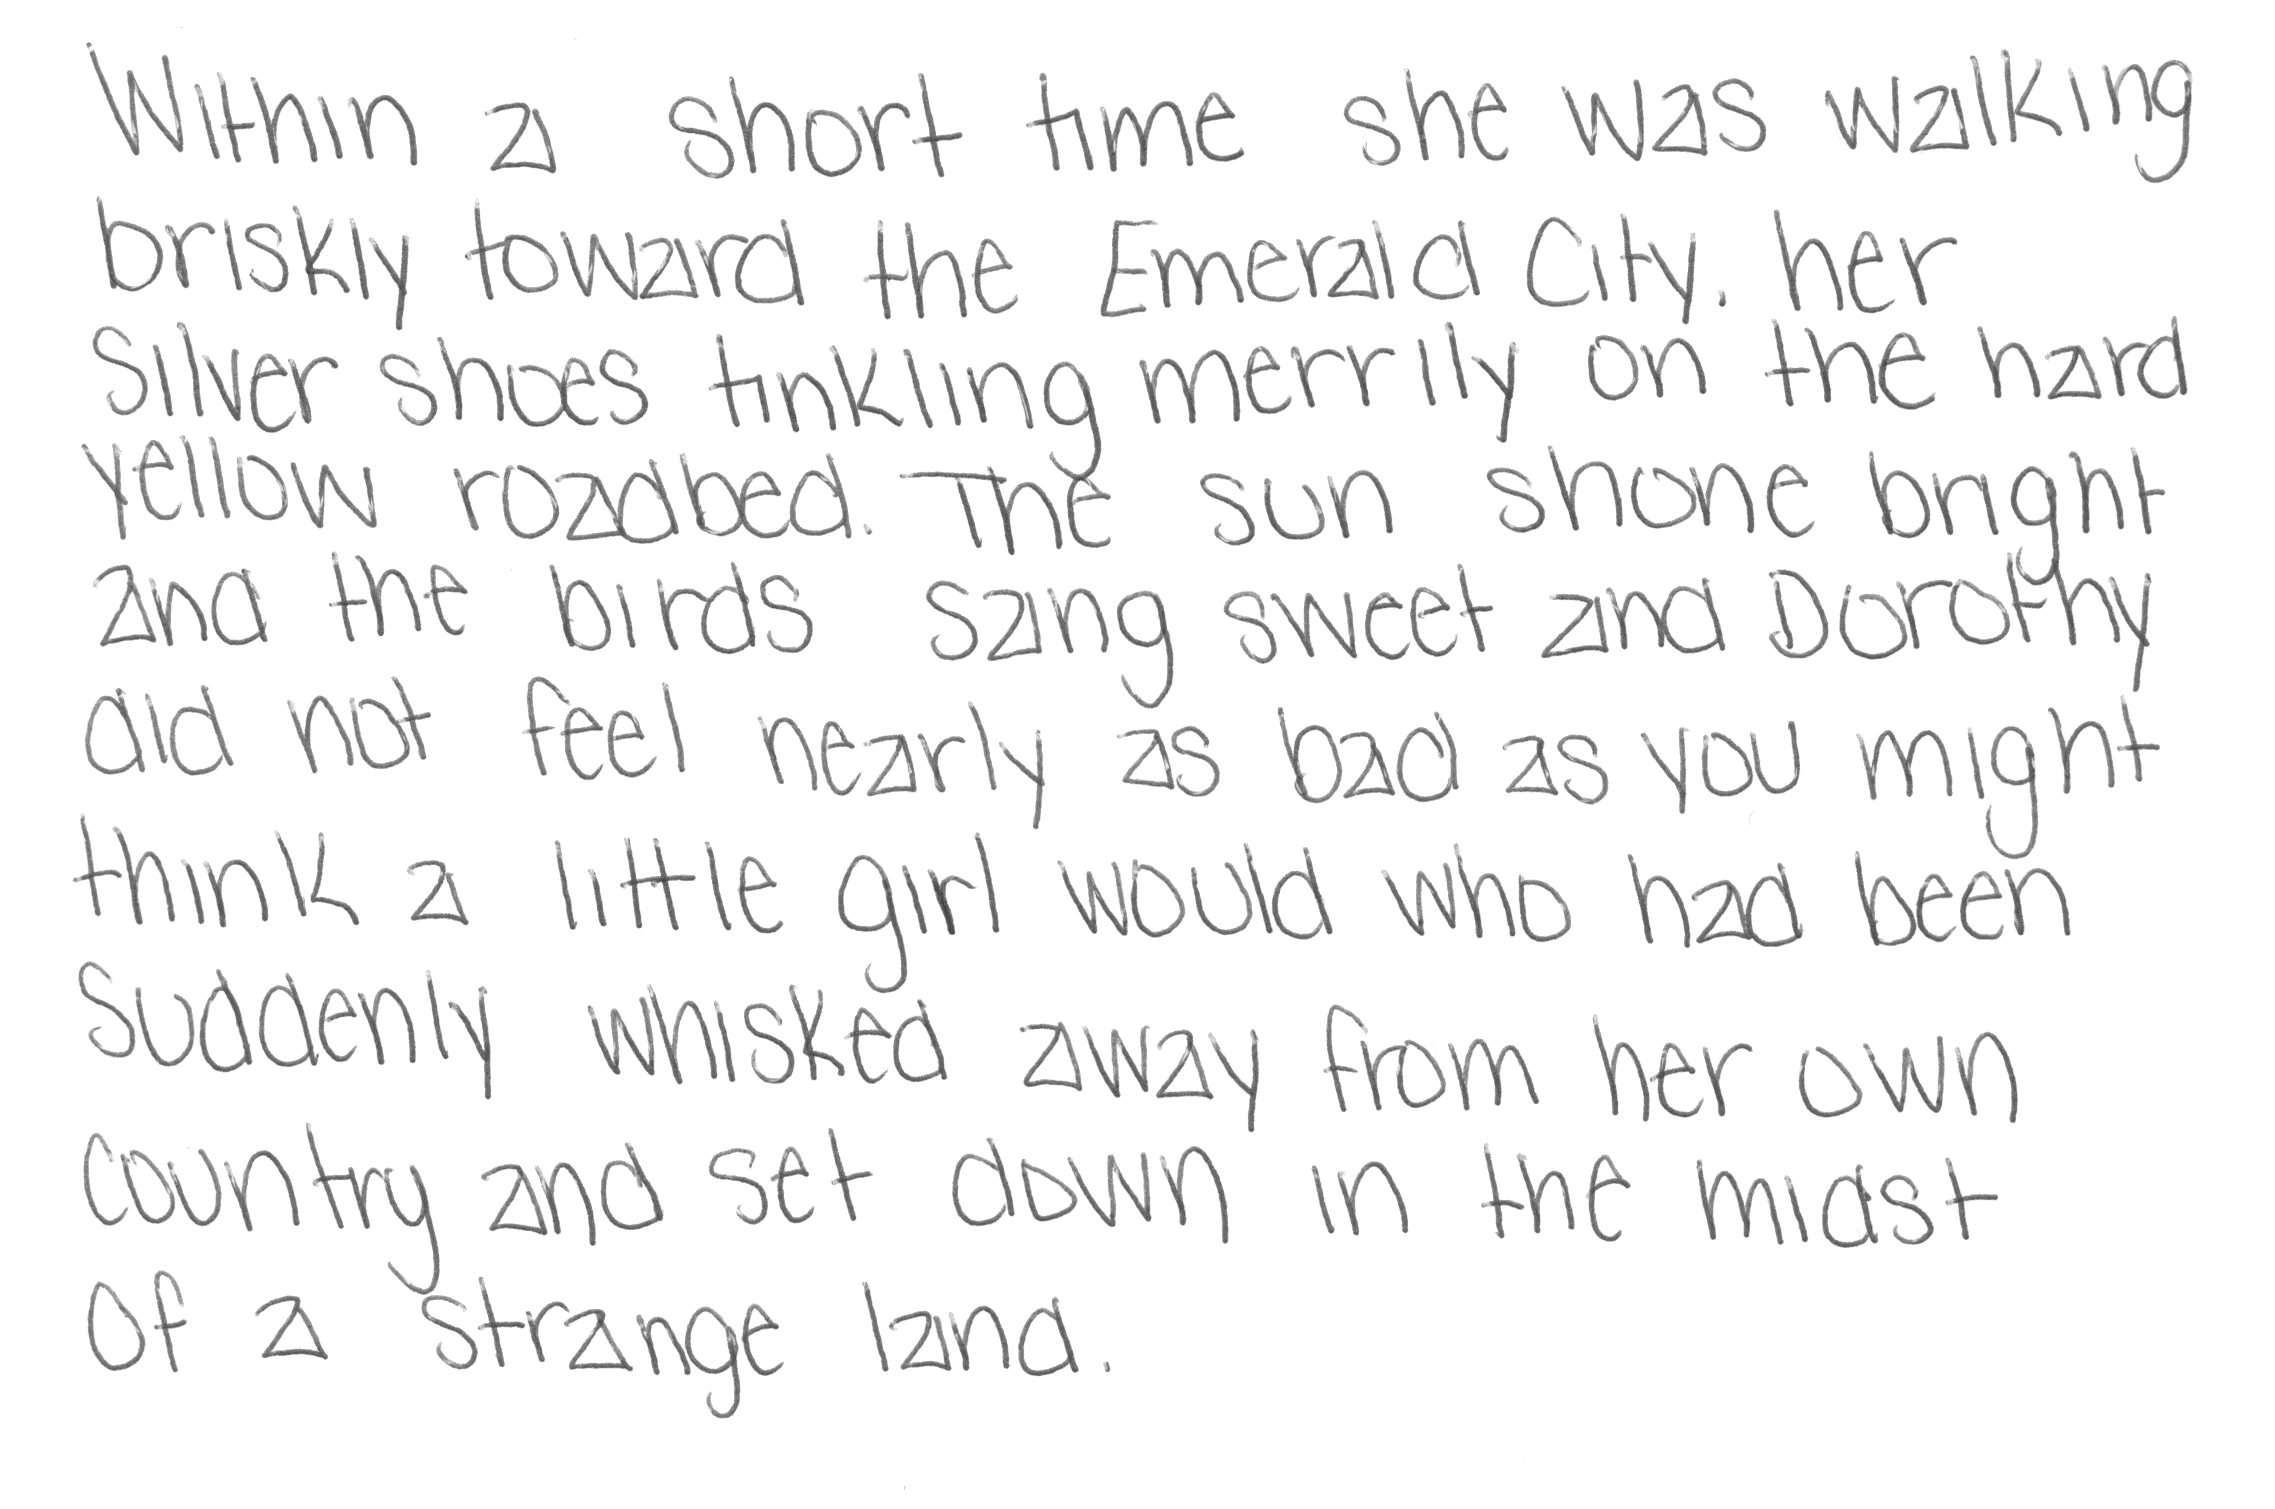 Within a short time she was walking
briskly toward the Emerald City. her
Silver shoes tinkling merrily on the hard
yellow roadbed. The sun shone bright
and the birds sang sweet and Dorothy
did not feel nearly as bad as you might
think a little girl would who had been
suddenly whisked away from her own
country and set down in the midst
of a strange land.